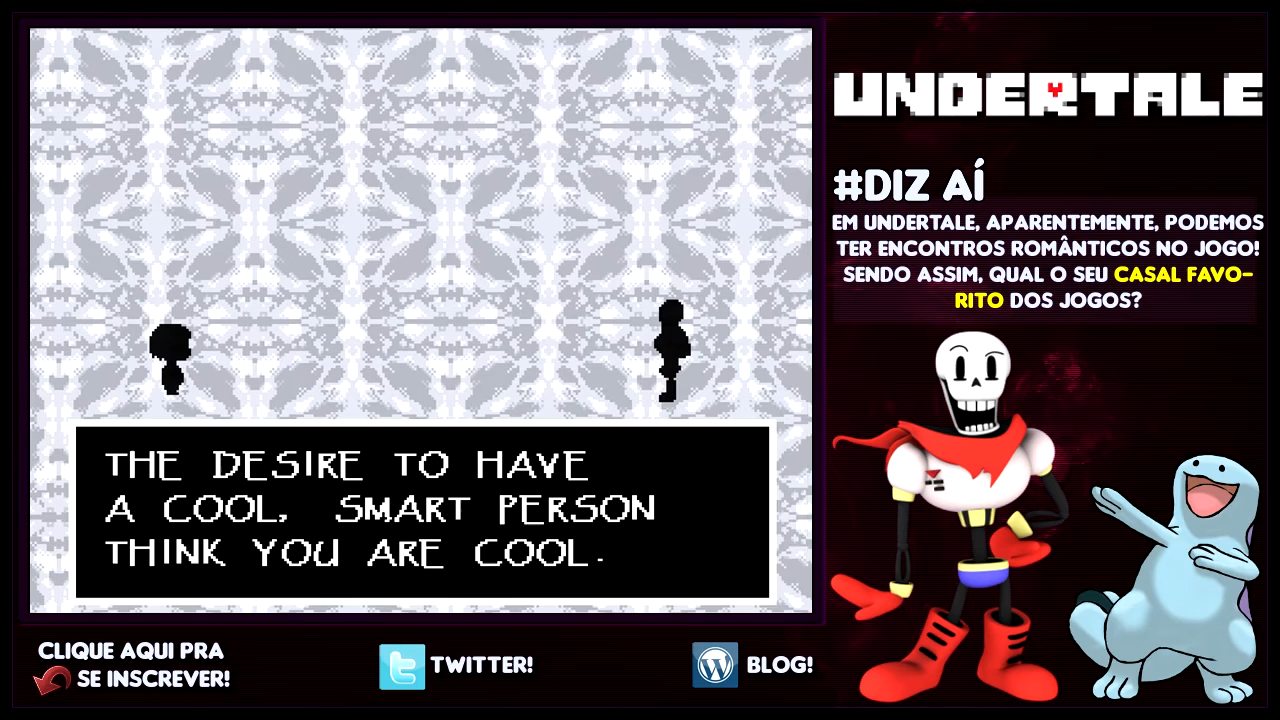 THE DESIRE TO HAVE
A COOL, SMART PERSON
THINK YOU ARE COOL.
UNDERTALE
#DIZ AÍ
EM UNDERTALE, APARENTEMENTE, PODEMOS
TER ENCONTROS ROMÂNTICOS NO JOGO!
SENDO ASSIM, QUAL O SEU CASAL FAVO-
RITO DOS JOGOS?
CLIQUE AQUI PRA
SE INSCREVER!
TWITTER!
BLOG!